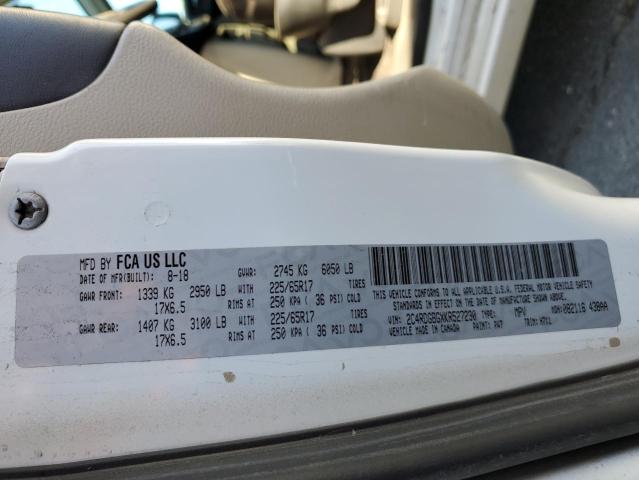 MFD BY FCA US LLC
DATE OF MFR(BUILT): 8-18 GVWR: 2745 KG 6050 LB
GAWR FRONT: 1339 KG 2950 LB 225/65R17 TIRES
17X6.5 RIMS AT 250 KPA ( 36 PSI) COLD
GAWR REAR: 1407 KG 3100 LB 225/65R17 TIRES
17X6.5 RIMS AT 250 KPA ( 36 PSI) COLD
THIS VEHICLE CONFORMS TO ALL APPLICABLE U.S.A. FEDERAL MOTOR VEHICLE SAFETY
STANDARDS IN EFFECT ON THE DATE OF MANUFACTURE SHOWN ABOVE.
VIN: 2C4RDGBGXKR527230 TYPE: MPV MDH:082116 438AA
VEHICLE MADE IN CANADA PAINT: PW7 TRIM: